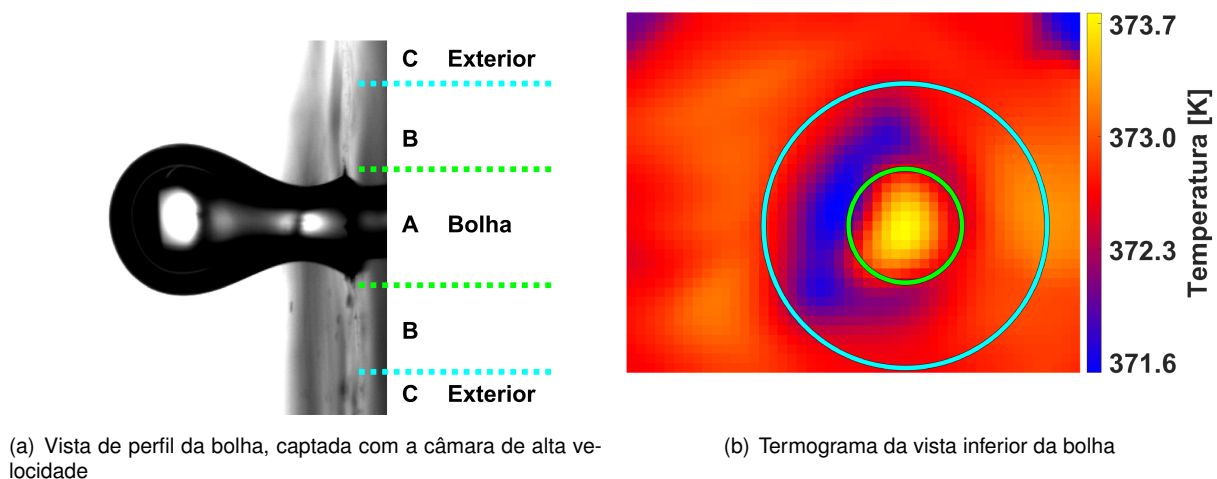 C Exterior
B
A Bolha
B
C Exterior
373.7
373.0
372.3
371.6
Temperatura [K]
(a) Vista de perfil da bolha, captada com a câmara de alta ve-
locidade
(b) Termograma da vista inferior da bolha